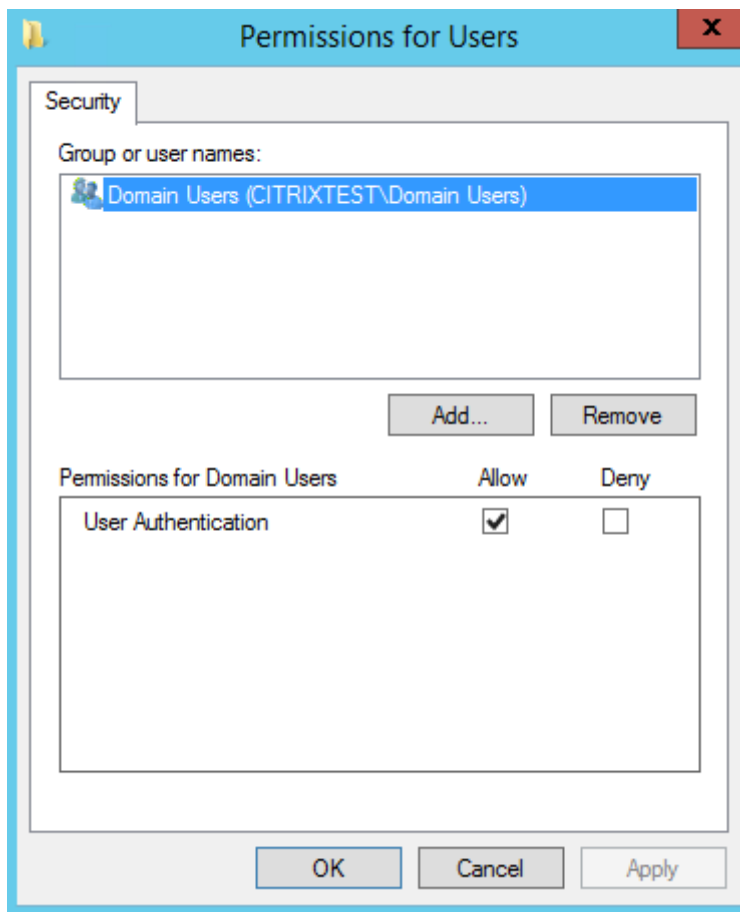 Permissions for Users
Security
Group or user names:
Domain Users (CITRIXTEST\Domain Users)
Add... Remove
Permissions for Domain Users Allow Deny
User Authentication
OK Cancel Apply